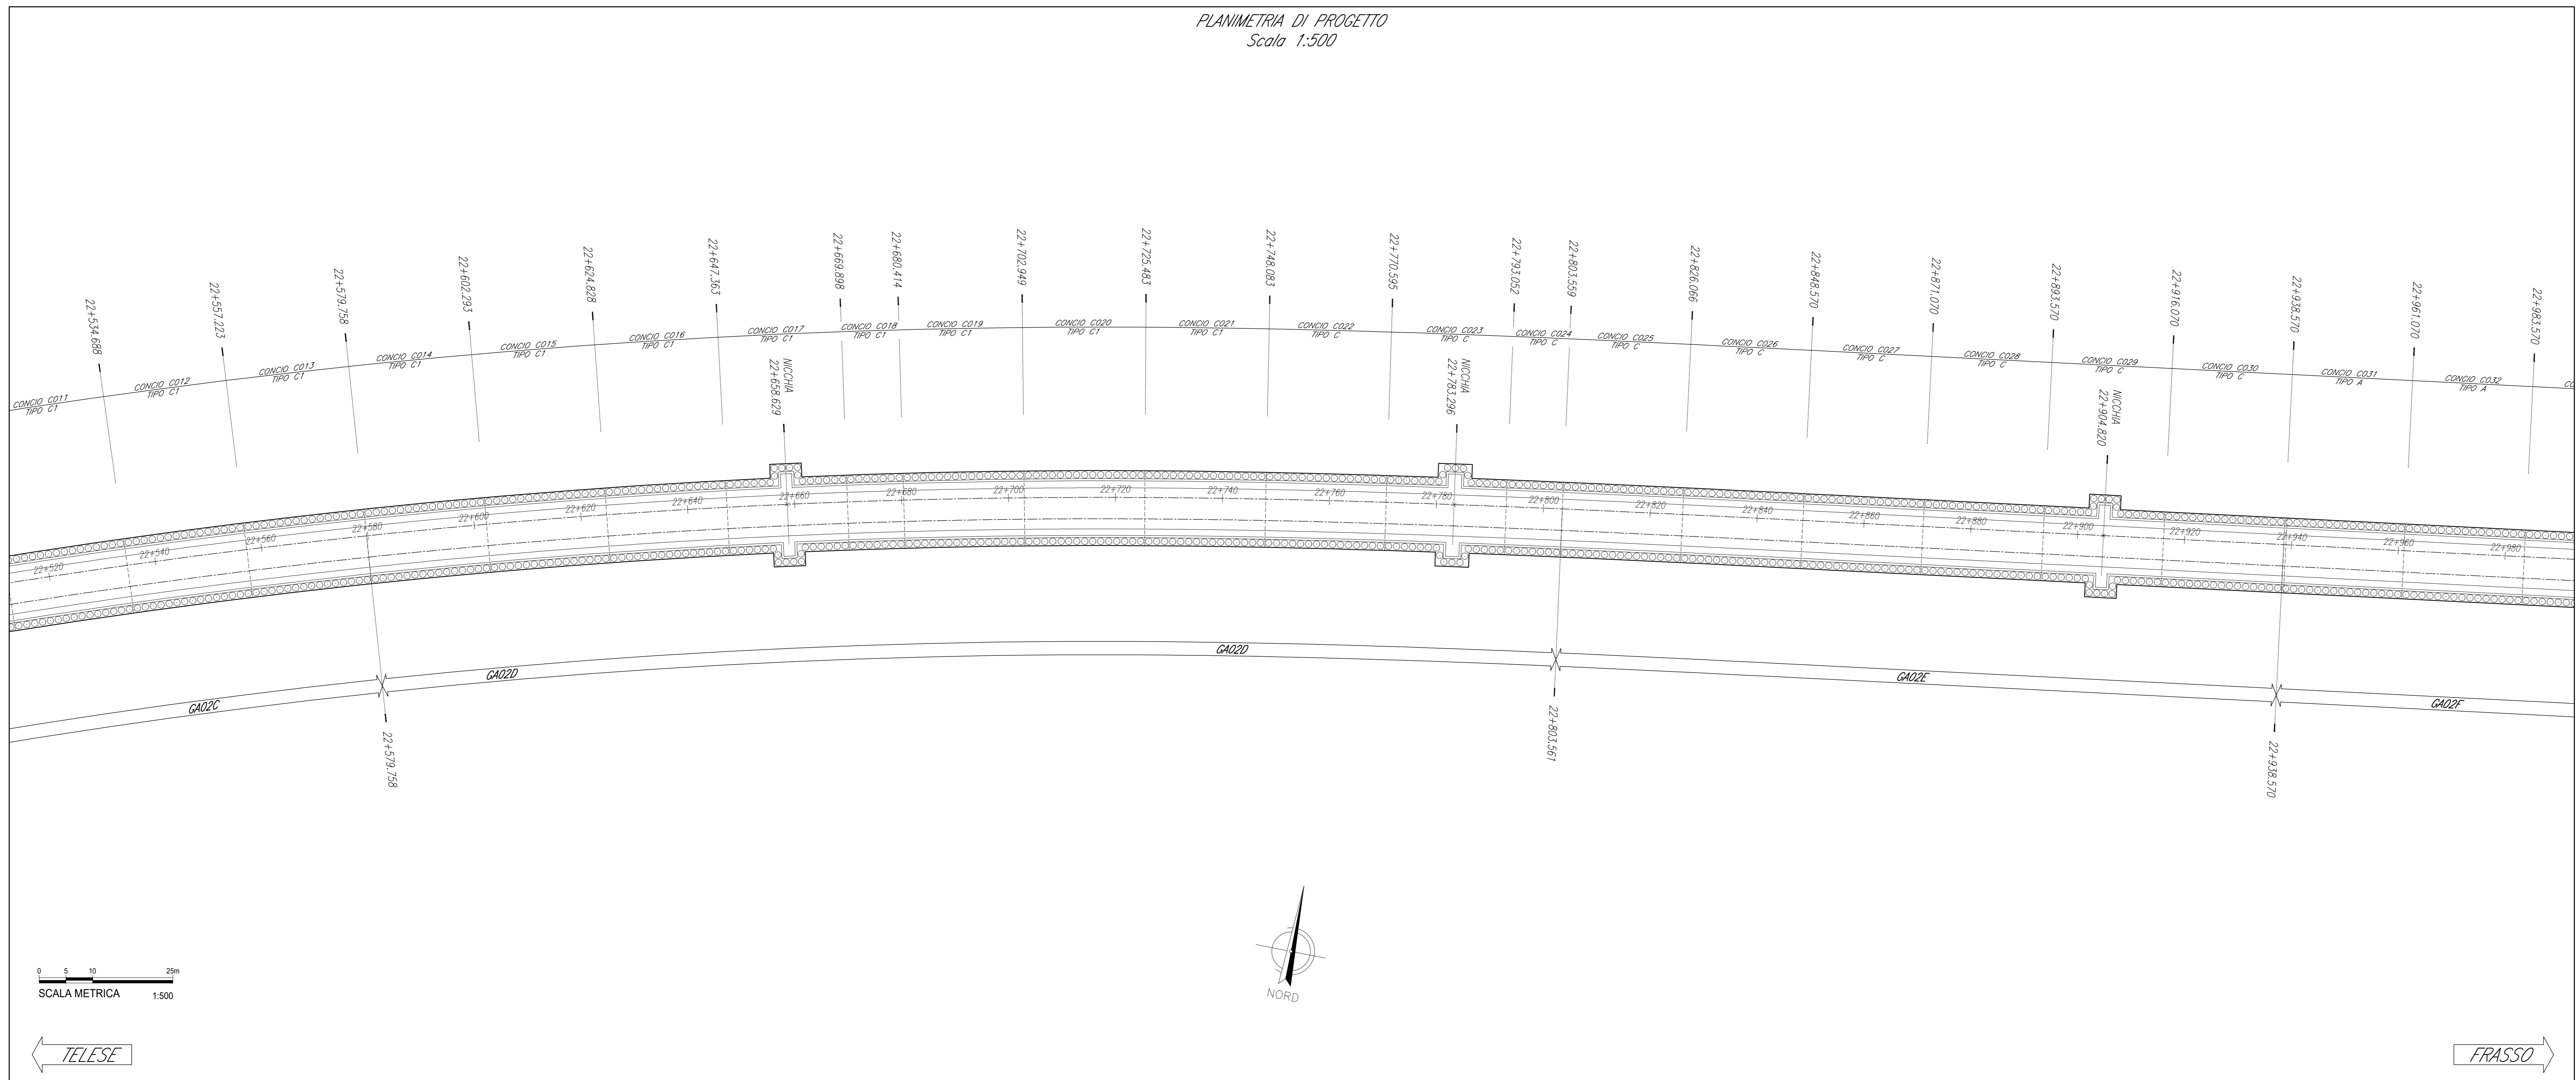 PLANIMETRIA DI PROGETTO
Scala 1:500
22+534.688
22+557.223
22+579.758
22+602.293
22+624.828
22+647.363
22+669.898
22+680.414
22+702.949
22+725.483
22+748.083
22+770.595
22+793.052
22+803.559
22+826.066
22+848.570
22+871.070
22+893.570
22+916.070
22+938.570
22+961.070
22+983.570
CONCIO C011
TIPO C1
CONCIO C012
TIPO C1
CONCIO C013
TIPO C1
CONCIO C014
TIPO C1
CONCIO C015
TIPO C1
CONCIO C016
TIPO C1
CONCIO C017
TIPO C1
CONCIO C018
TIPO C1
CONCIO C019
TIPO C1
CONCIO C020
TIPO C1
CONCIO C021
TIPO C1
CONCIO C022
TIPO C
CONCIO C023
TIPO C
CONCIO C024
TIPO C
CONCIO C025
TIPO C
CONCIO C026
TIPO C
CONCIO C027
TIPO C
CONCIO C028
TIPO C
CONCIO C029
TIPO C
CONCIO C030
TIPO C
CONCIO C031
TIPO A
CONCIO C032
TIPO A
CO
NICCHIA
22+658.629
NICCHIA
22+783.296
NICCHIA
22+904.820
22+520
22+540
22+560
22+580
22+600
22+620
22+640
22+660
22+680
22+700
22+720
22+740
22+760
22+780
22+800
22+820
22+840
22+860
22+880
22+900
22+920
22+940
22+960
22+980
GA02C
GA02D
GA02D
GA02E
GA02F
22+579.758
22+803.561
22+938.570
0 5 10 25m
SCALA METRICA 1:500
NORD
TELESE
FRASSO